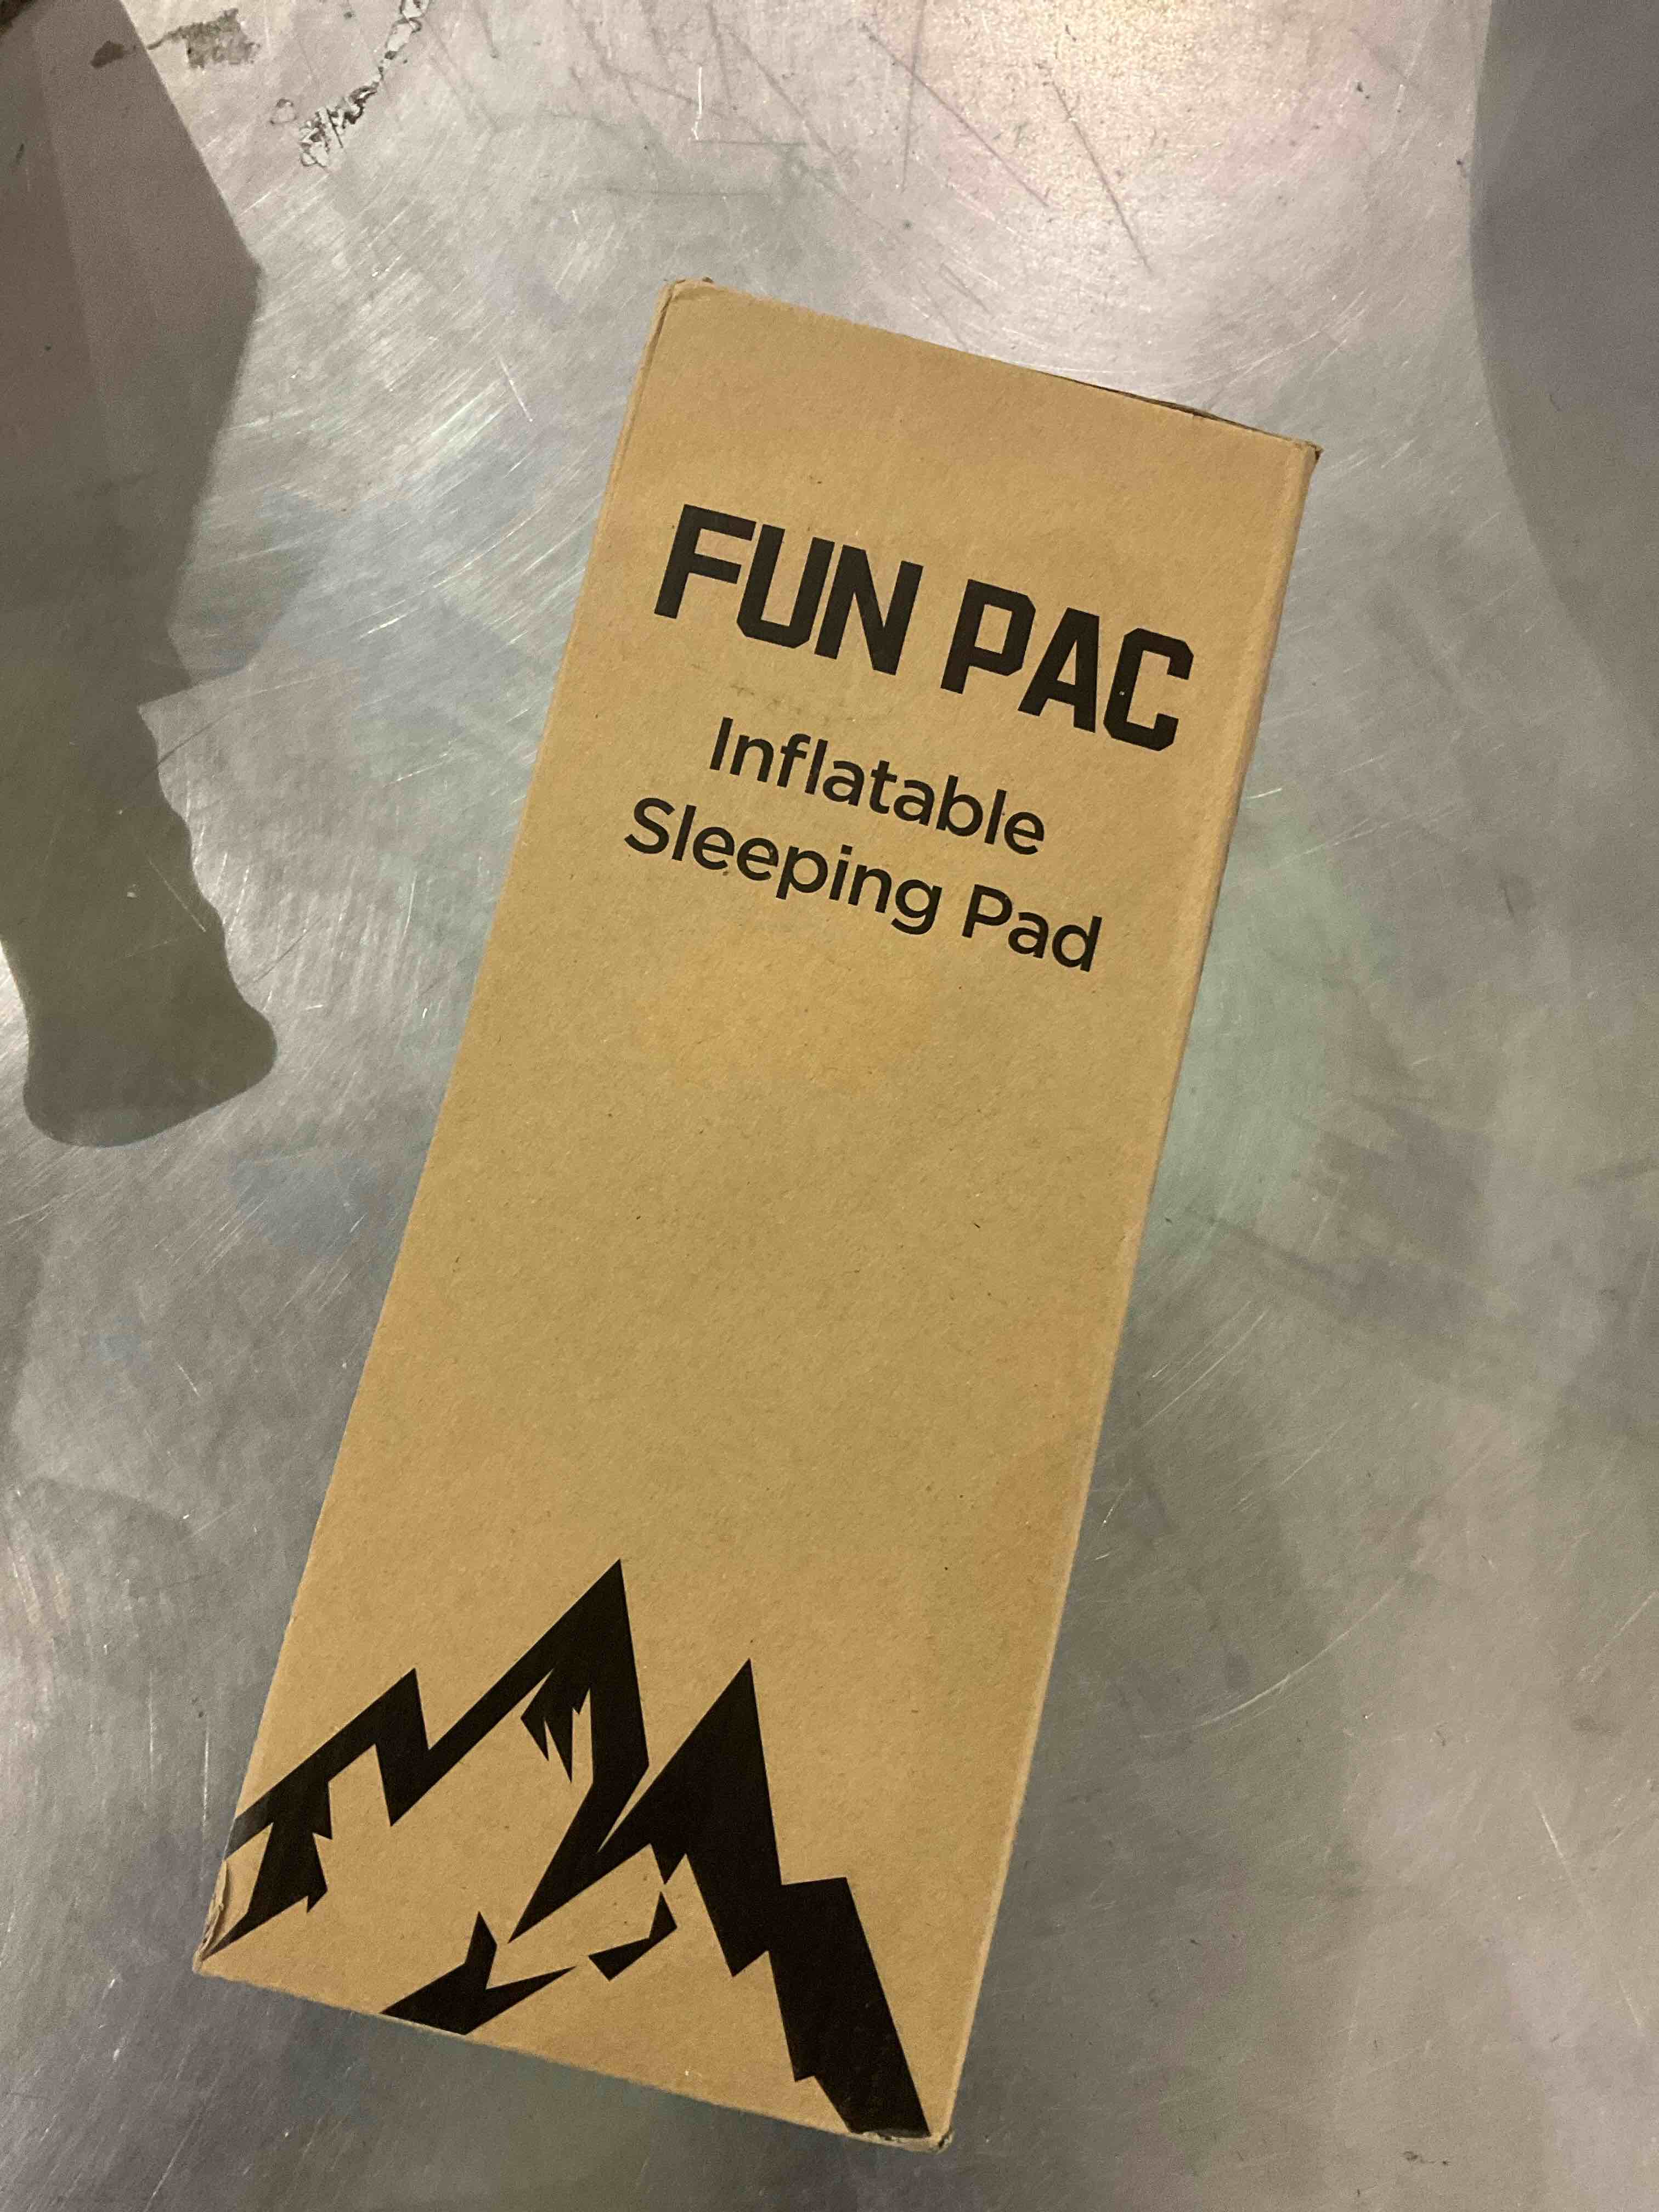 FUN PAC
Inflatable
Sleeping Pad